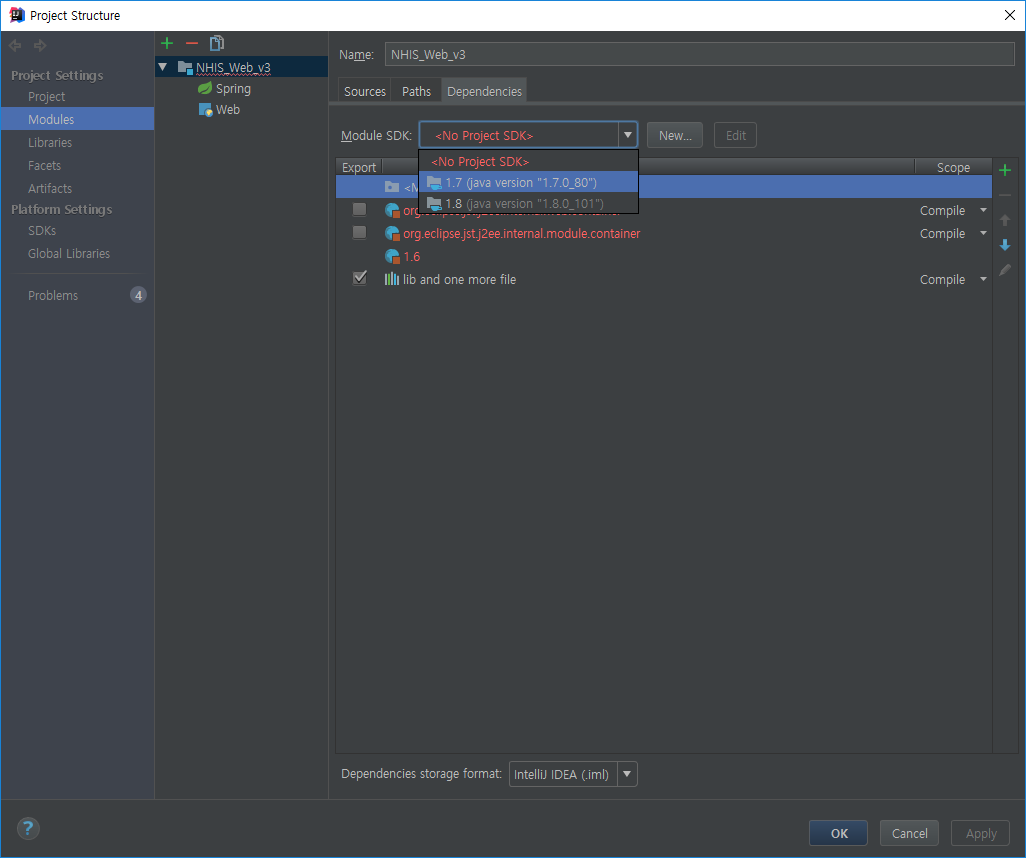 Project Structure
Project Settings
Project
Modules
Libraries
Facets
Artifacts
Platform Settings
SDKs
Global Libraries
Problems
4
NHIS_Web_v3
Spring
Web
Name:
NHIS_Web_v3
Sources
Paths
Dependencies
Module SDK:
<No Project SDK>
New...
Edit
<No Project SDK>
1.7 (java version "1.7.0_80")
1.8 (java version "1.8.0_101")
Export
Scope
<M
Compile
org.eclipse.jst.j2ee.internal.module.container
Compile
1.6
lib and one more file
Compile
Dependencies storage format:
IntelliJ IDEA (.iml)
?
OK
Cancel
Apply